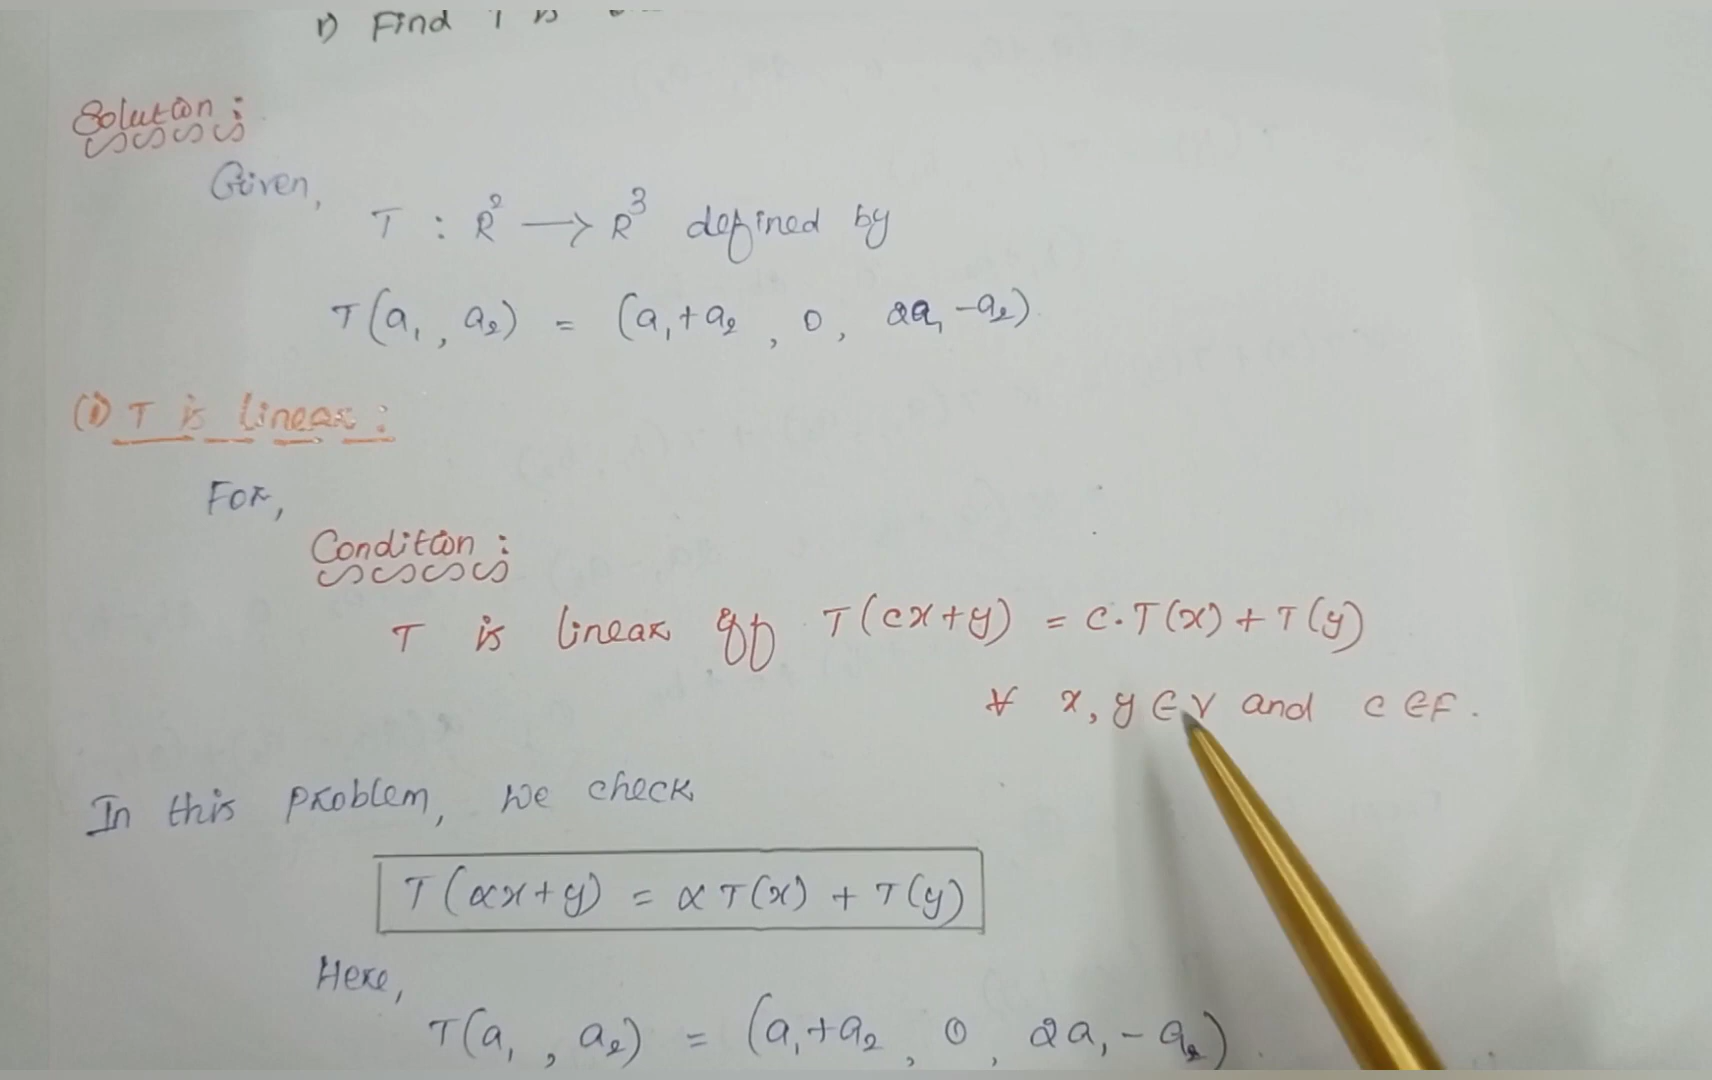 Find T is
Solution :
Given,
T : R² → R³ defined by
T(a₁, a₂) = (a₁+a₂, 0, 2a₁-a₂)
(i) T is linear :
For,
Condition :
T is linear iff T(cx+y) = c.T(x) + T(y)
∀ x, y ∈ V and c ∈ F.
In this problem, we check
T(αx+y) = αT(x) + T(y)
Here,
T(a₁, a₂) = (a₁+a₂, 0, 2a₁-a₂).